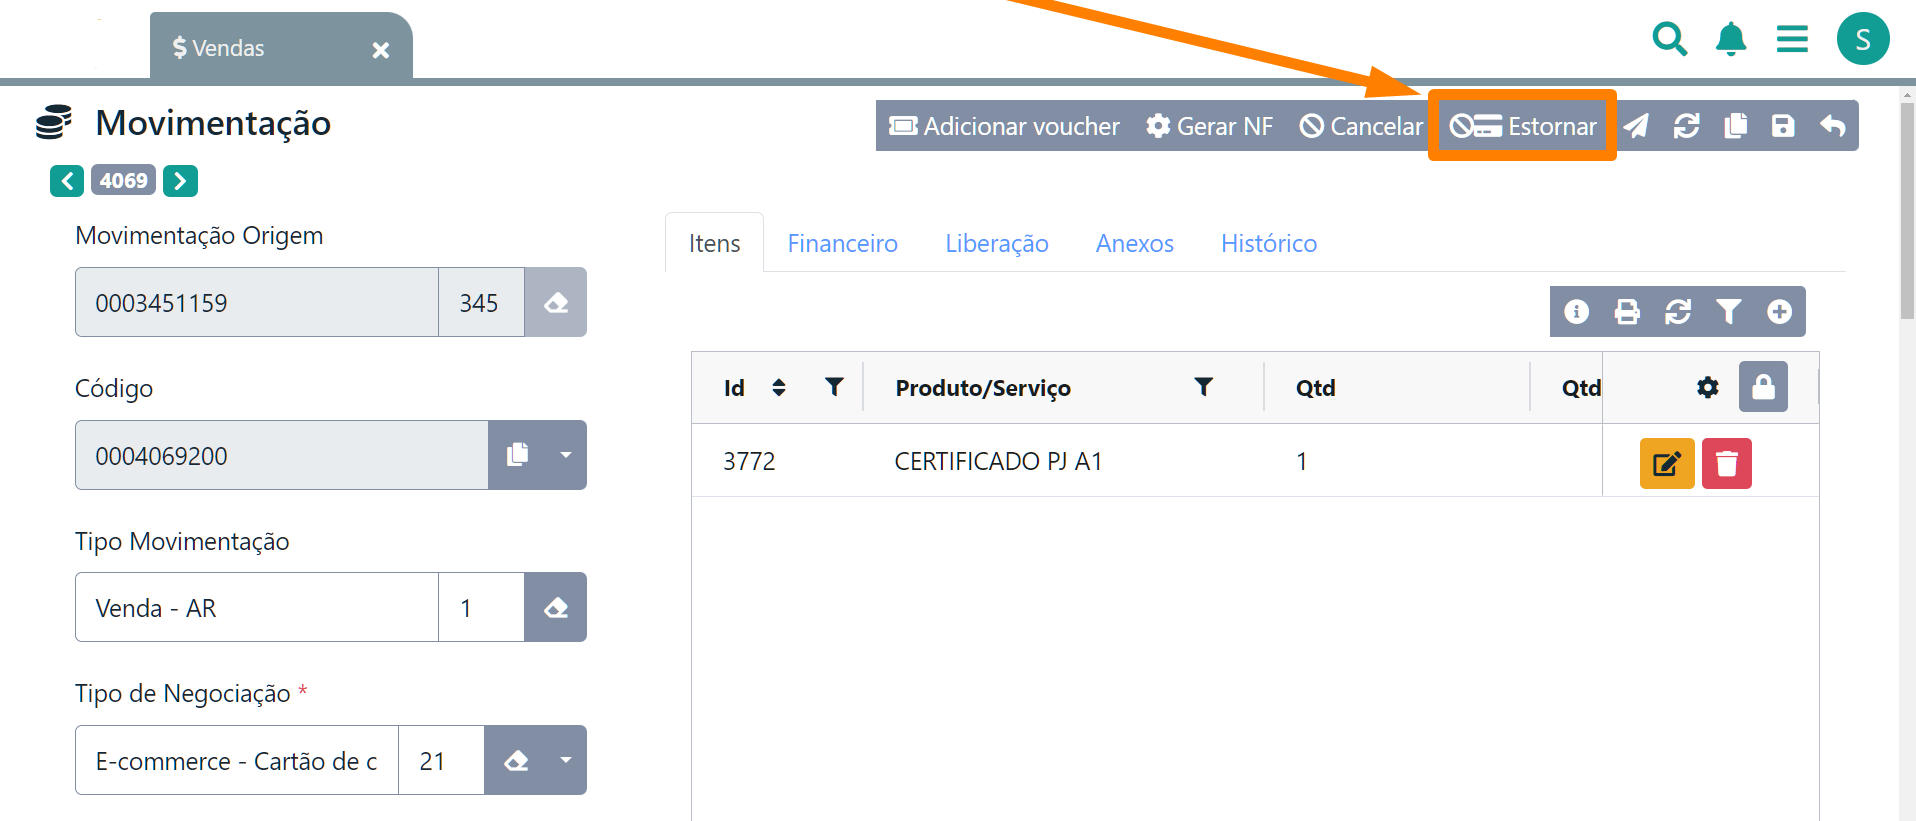 Vendas
S
Movimentação
Adicionar voucher Gerar NF Cancelar Estornar
4069
Movimentação Origem
0003451159 345
Código
0004069200
Tipo Movimentação
Venda - AR 1
Tipo de Negociação *
E-commerce - Cartão de c 21
Itens Financeiro Liberação Anexos Histórico
Id Produto/Serviço Qtd Qtd
3772 CERTIFICADO PJ A1 1